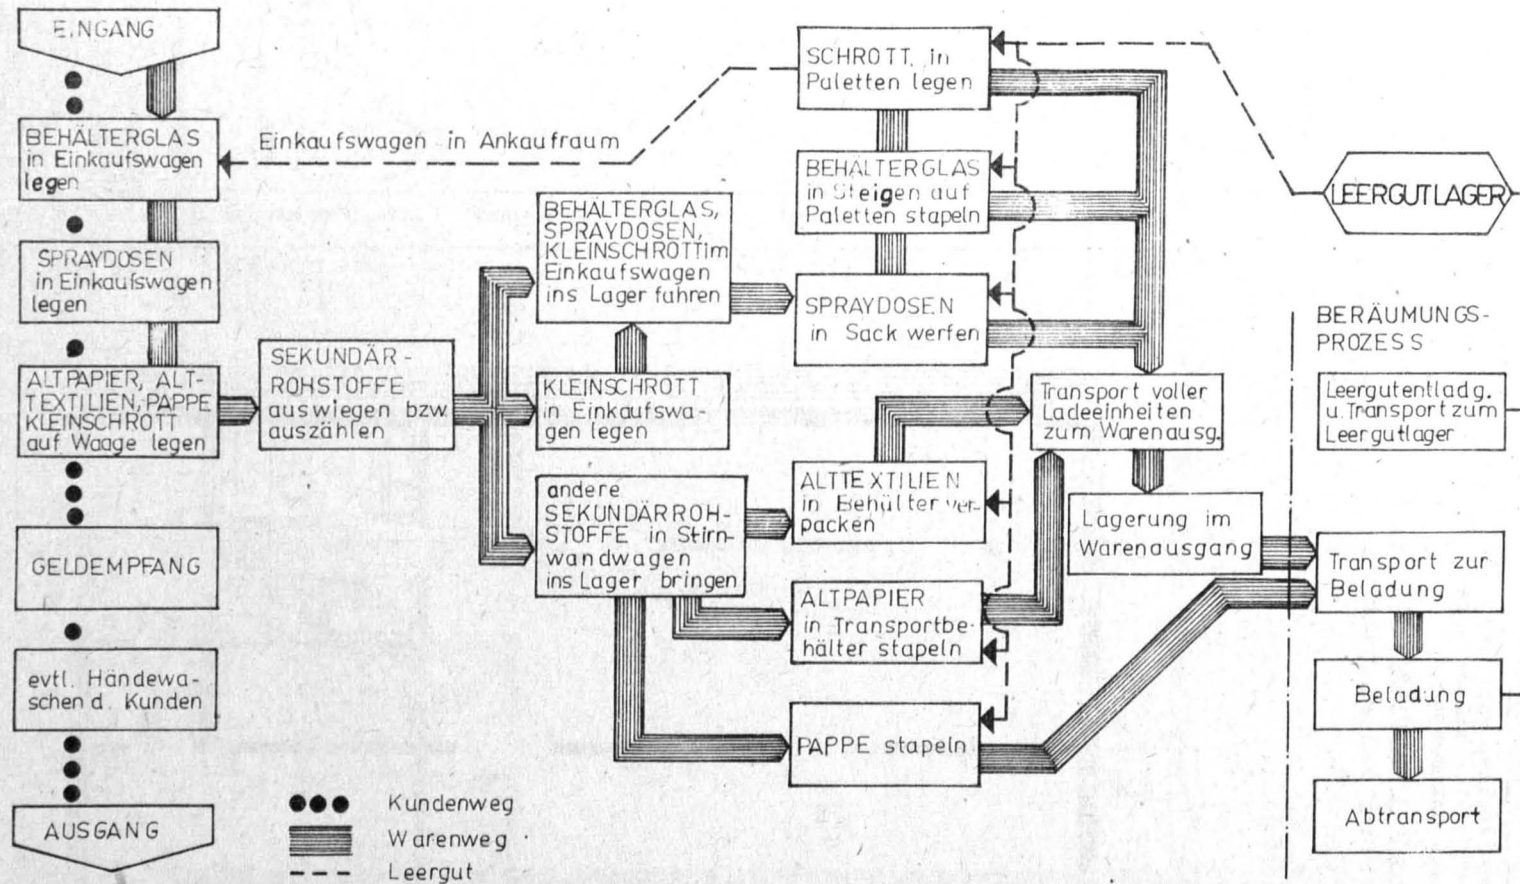 EINGANG
BEHÄLTERGLAS
in Einkaufswagen
legen
SPRAYDOSEN
in Einkaufswagen
legen
ALTPAPIER, ALT-
TEXTILIEN, PAPPE
KLEINSCHROTT
auf Waage legen
GELDEMPFANG
evtl. Händewa-
schen d. Kunden
AUSGANG
Einkaufswagen in Ankaufraum
SEKUNDÄR-
ROHSTOFFE
auswiegen bzw.
auszählen
BEHÄLTERGLAS,
SPRAYDOSEN,
KLEINSCHROTT im
Einkaufswagen
ins Lager fahren
KLEINSCHROTT
in Einkaufswa-
gen legen
andere
SEKUNDÄRROH-
STOFFE in Stirn-
wandwagen
ins Lager bringen
SCHROTT in
Paletten legen
BEHÄLTERGLAS
in Steigen auf
Paletten stapeln
SPRAYDOSEN
in Sack werfen
ALTTEXTILIEN
in Behälter ver-
packen
ALTPAPIER
in Transportbe-
hälter stapeln
PAPPE stapeln
Transport voller
Ladeeinheiten
zum Warenausg.
Lagerung im
Warenausgang
LEERGUTLAGER
BERÄUMUNGS-
PROZESS
Leergutentladg.
u. Transport zum
Leergutlager
Transport zur
Beladung
Beladung
Abtransport
Kundenweg
Warenweg
Leergut